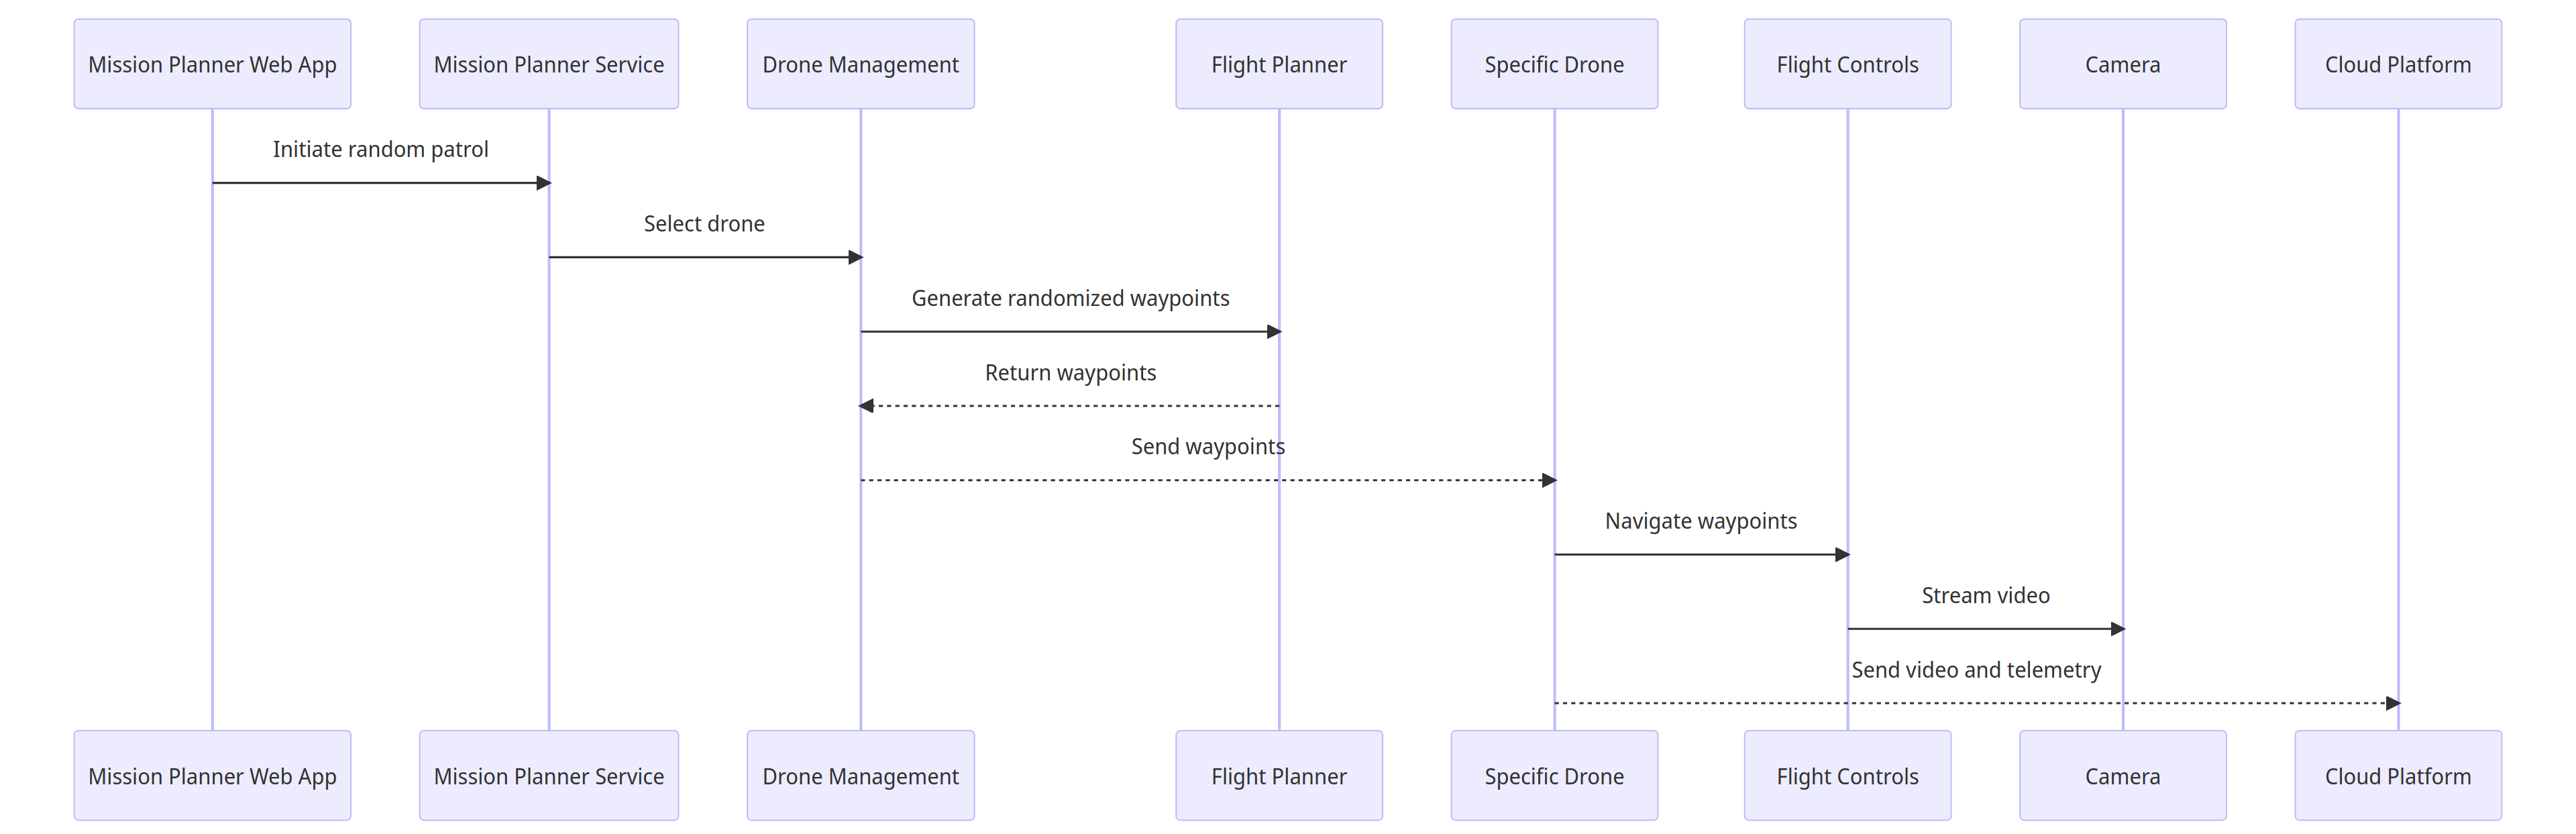 Mission Planner Web App
Mission Planner Service
Drone Management
Flight Planner
Specific Drone
Flight Controls
Camera
Cloud Platform
Initiate random patrol
Select drone
Generate randomized waypoints
Return waypoints
Send waypoints
Navigate waypoints
Stream video
Send video and telemetry
Mission Planner Web App
Mission Planner Service
Drone Management
Flight Planner
Specific Drone
Flight Controls
Camera
Cloud Platform